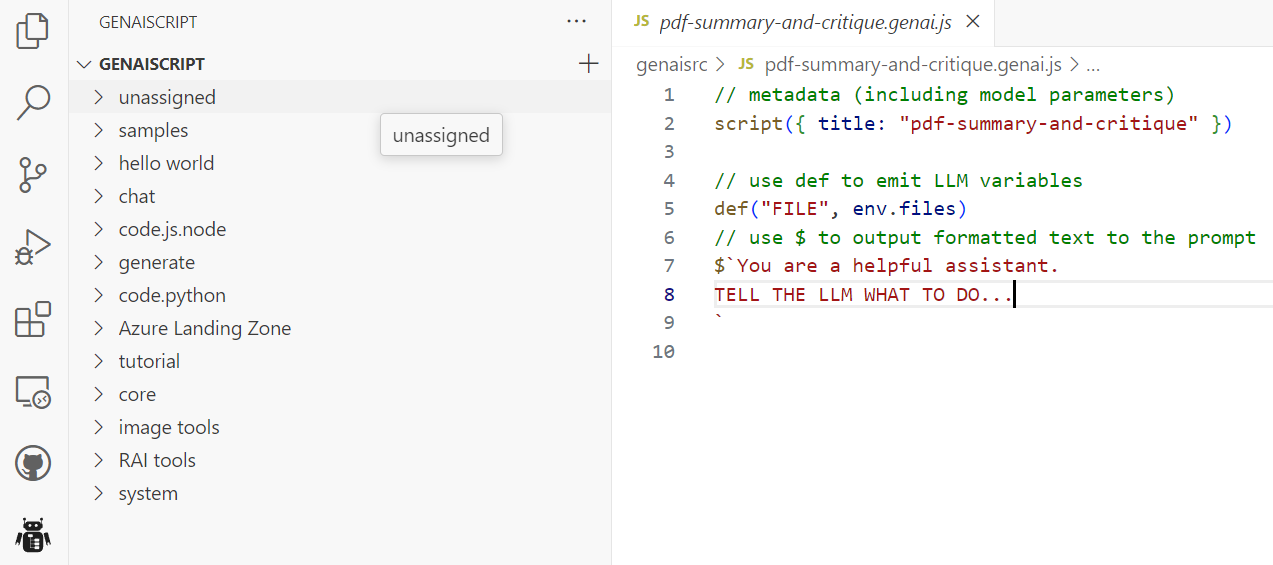 GENAISCRIPT
...
GENAISCRIPT
unassigned
samples
unassigned
hello world
chat
code.js.node
generate
code.python
Azure Landing Zone
tutorial
core
image tools
RAI tools
system
JS pdf-summary-and-critique.genai.js
genaisrc > JS pdf-summary-and-critique.genai.js > ...
1 // metadata (including model parameters)
2 script({ title: "pdf-summary-and-critique" })
3
4 // use def to emit LLM variables
5 def("FILE", env.files)
6 // use $ to output formatted text to the prompt
7 $`You are a helpful assistant.
8 TELL THE LLM WHAT TO DO...
9 `
10